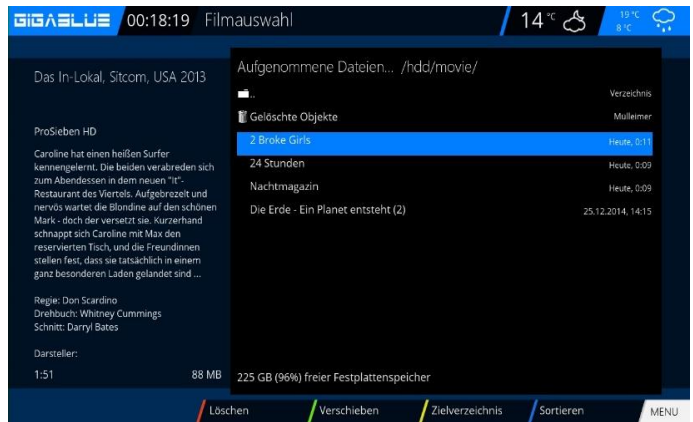 GIGABLUE 00:18:19 Filmauswahl 14 °C 19 °C
8 °C
Das In-Lokal, Sitcom, USA 2013
ProSieben HD
Caroline hat einen heißen Surfer
kennengelernt. Die beiden verabreden sich
zum Abendessen in dem neuen "It"-
Restaurant des Viertels. Aufgebrezelt und
nervös wartet die Blondine auf den schönen
Mark - doch der versetzt sie. Kurzerhand
schnappt sich Caroline mit Max den
reservierten Tisch, und die Freundinnen
stellen fest, dass sie tatsächlich in einem
ganz besonderen Laden gelandet sind ...
Regie: Don Scardino
Drehbuch: Whitney Cummings
Schnitt: Darryl Bates
Darsteller:
1:51 88 MB
Aufgenommene Dateien... /hdd/movie/
.. Verzeichnis
Gelöschte Objekte Mülleimer
2 Broke Girls Heute, 0:11
24 Stunden Heute, 0:09
Nachtmagazin Heute, 0:09
Die Erde - Ein Planet entsteht (2) 25.12.2014, 14:15
225 GB (96%) freier Festplattenspeicher
Löschen Verschieben Zielverzeichnis Sortieren MENU